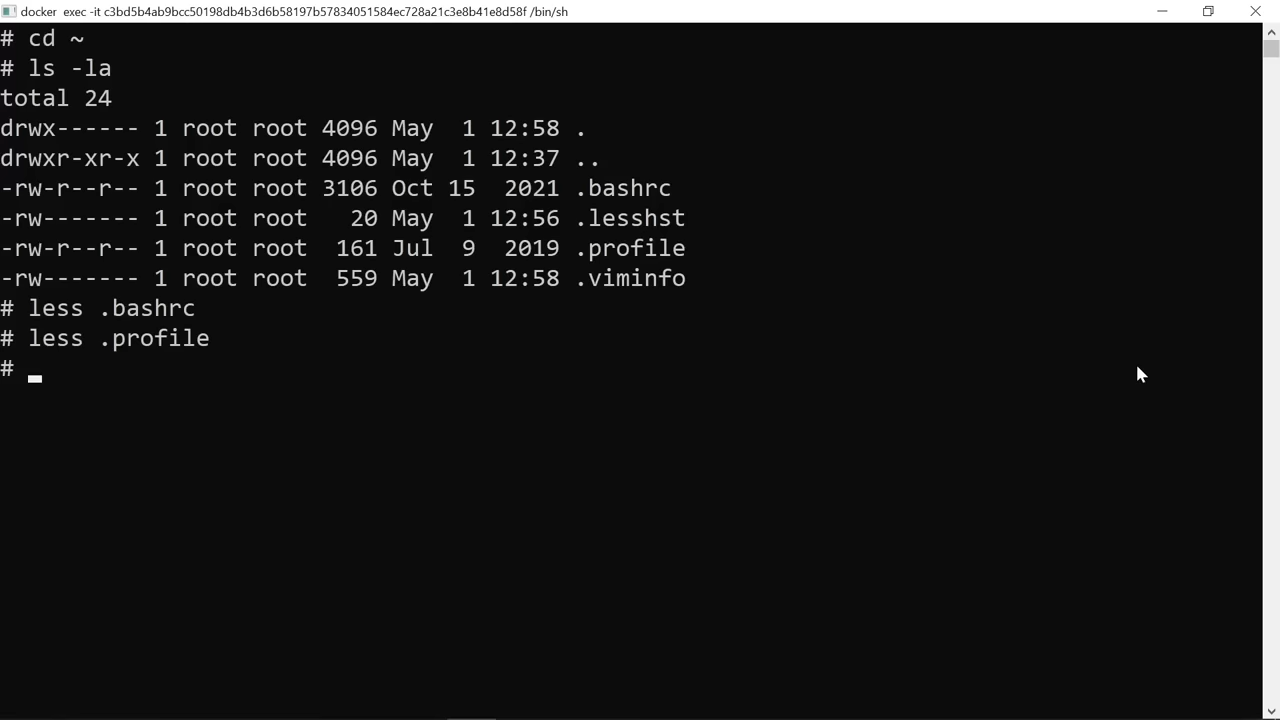 docker exec -it c3bd5b4ab9bcc50198db4b3d6b58197b57834051584ec728a21c3e8b41e8d58f /bin/sh
# cd ~
# ls -la
total 24
drwx------ 1 root root 4096 May  1 12:58 .
drwxr-xr-x 1 root root 4096 May  1 12:37 ..
-rw-r--r-- 1 root root 3106 Oct 15  2021 .bashrc
-rw------- 1 root root   20 May  1 12:56 .lesshst
-rw-r--r-- 1 root root  161 Jul  9  2019 .profile
-rw------- 1 root root  559 May  1 12:58 .viminfo
# less .bashrc
# less .profile
#